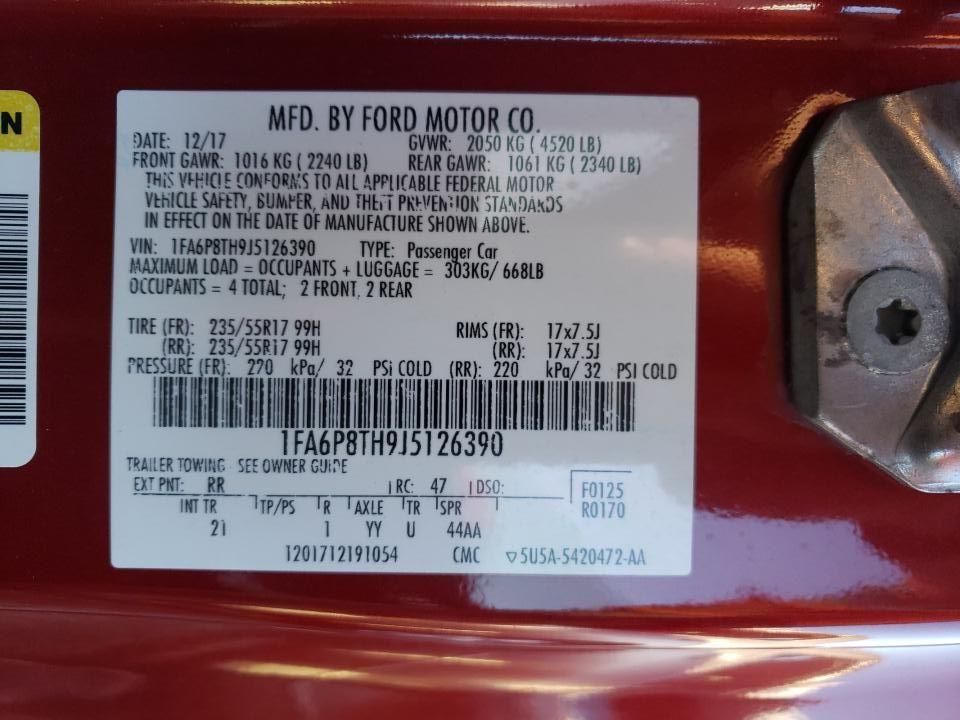 N
MFD. BY FORD MOTOR CO.
DATE: 12/17 GVWR: 2050 KG ( 4520 LB)
FRONT GAWR: 1016 KG ( 2240 LB) REAR GAWR: 1061 KG ( 2340 LB)
THIS VEHICLE CONFORMS TO ALL APPLICABLE FEDERAL MOTOR
VEHICLE SAFETY, BUMPER, AND THEFT PREVENTION STANDARDS
IN EFFECT ON THE DATE OF MANUFACTURE SHOWN ABOVE.
VIN: 1FA6P8TH9J5126390 TYPE: Passenger Car
MAXIMUM LOAD = OCCUPANTS + LUGGAGE = 303KG/ 668LB
OCCUPANTS = 4 TOTAL; 2 FRONT, 2 REAR
TIRE (FR): 235/55R17 99H RIMS (FR): 17x7.5J
(RR): 235/55R17 99H (RR): 17x7.5J
PRESSURE (FR): 220 kPa/ 32 PSi COLD (RR): 220 kPa/ 32 PSI COLD
1FA6P8TH9J5126390
TRAILER TOWING - SEE OWNER GUIDE
EXT PNT: RR RC: 47 DSO: F0125
INT TR TP/PS R AXLE TR SPR R0170
21 1 YY U 44AA
1201712191054 CMC ▽5U5A-5420472-AA